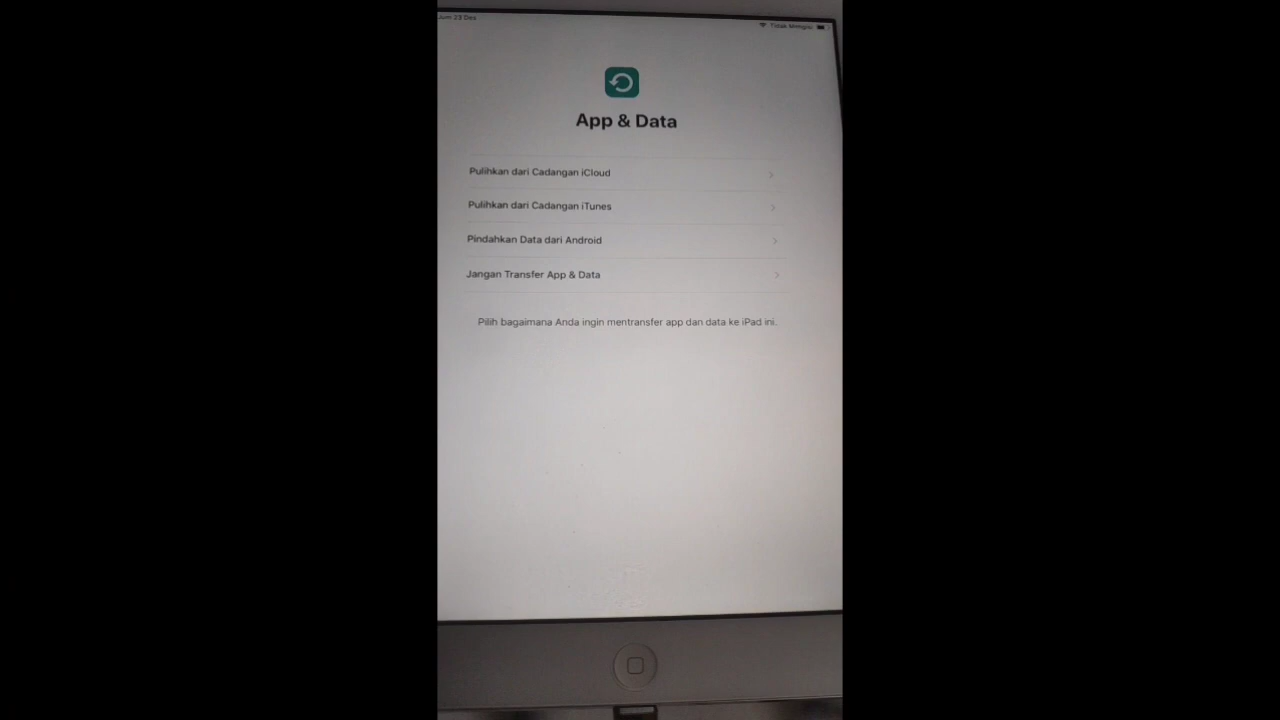 Jum 23 Des
Tidak Mengisi
App & Data
Pulihkan dari Cadangan iCloud
Pulihkan dari Cadangan iTunes
Pindahkan Data dari Android
Jangan Transfer App & Data
Pilih bagaimana Anda ingin mentransfer app dan data ke iPad ini.